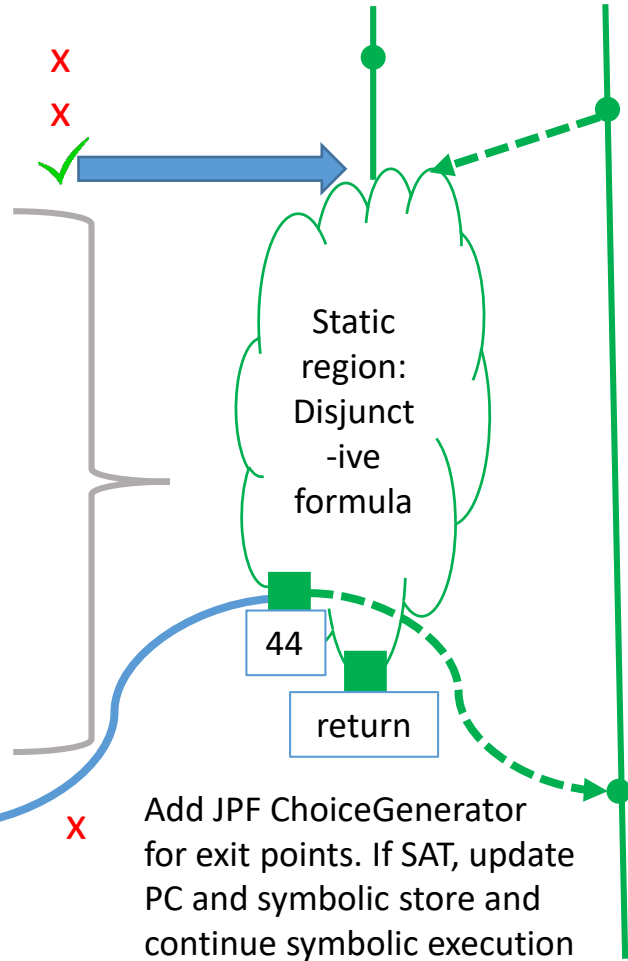 x
x
Static
region:
Disjunct
-ive
formula
44
return
x
Add JPF ChoiceGenerator
for exit points. If SAT, update
PC and symbolic store and
continue symbolic execution